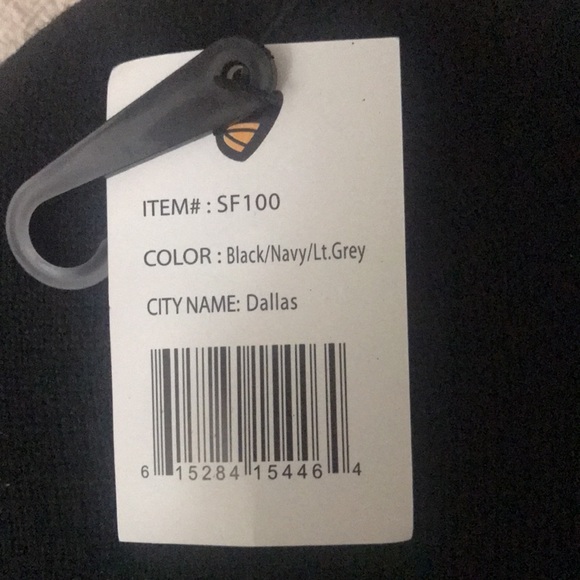 ITEM# : SF100
COLOR : Black/Navy/Lt.Grey
CITY NAME: Dallas
6 15284 15446 4